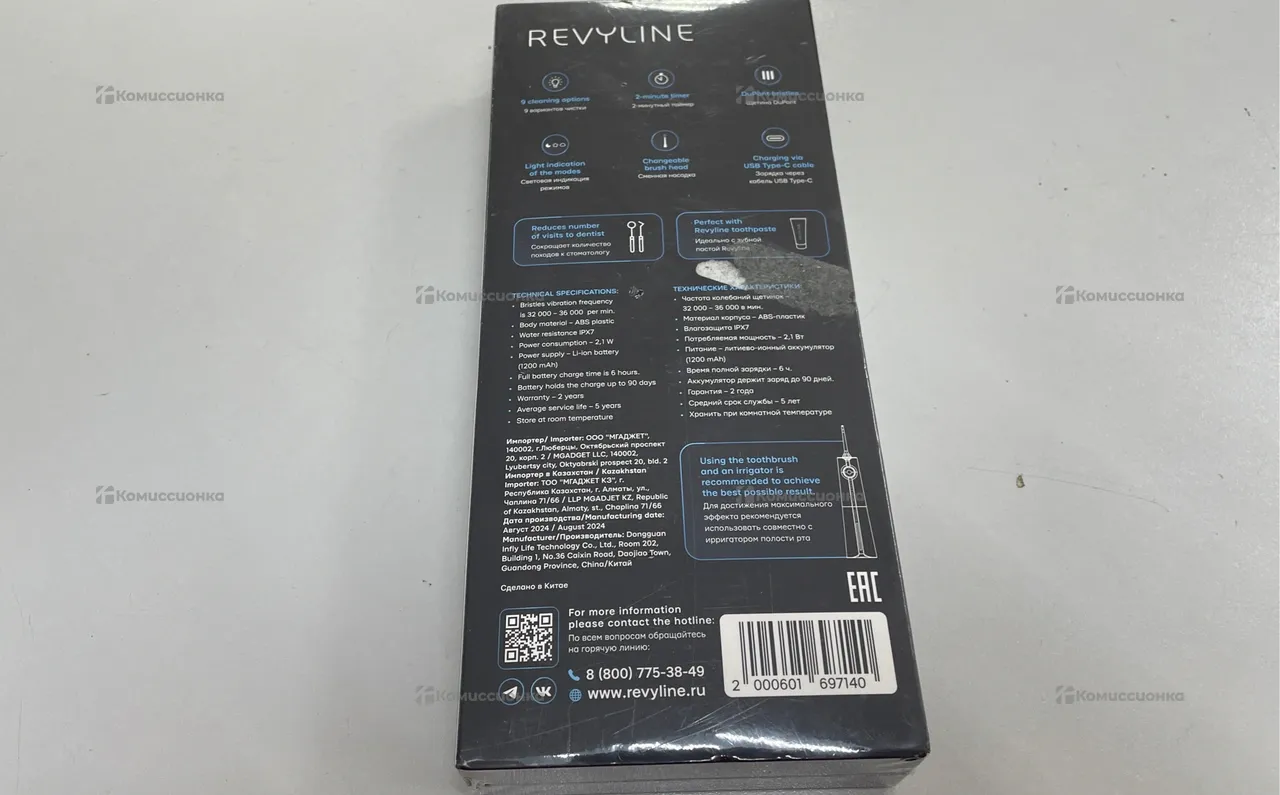 REVYLINE
9 cleaning options
9 вариантов чистки
2-minute timer
2-минутный таймер
DuPont bristles
Щетина DuPont
Light indication
of the modes
Световая индикация
режимов
Changeable
brush head
Сменная насадка
Charging via
USB Type-C cable
Зарядка через
кабель USB Type-C
Reduces number
of visits to dentist
Сокращает количество
походов к стоматологу
Perfect with
Revyline toothpaste
Идеально с зубной
пастой Revyline
TECHNICAL SPECIFICATIONS:
• Bristles vibration frequency
is 32 000 – 36 000 per min.
• Body material – ABS plastic
• Water resistance IPX7
• Power consumption – 2,1 W
• Power supply – Li-ion battery
(1200 mAh)
• Full battery charge time is 6 hours.
• Battery holds the charge up to 90 days
• Warranty – 2 years
• Average service life – 5 years
• Store at room temperature
ТЕХНИЧЕСКИЕ ХАРАКТЕРИСТИКИ
• Частота колебаний щетинок –
32 000 – 36 000 в мин.
• Материал корпуса – ABS-пластик
• Влагозащита IPX7
• Потребляемая мощность – 2,1 Вт
• Питание – литиево-ионный аккумулятор
(1200 mAh)
• Время полной зарядки – 6 ч.
• Аккумулятор держит заряд до 90 дней.
• Гарантия – 2 года
• Средний срок службы – 5 лет
• Хранить при комнатной температуре
Импортер/ Importer: ООО "МГАДЖЕТ",
140002, г.Люберцы, Октябрьский проспект
20, корп. 2 / MGADGET LLC, 140002,
Lyubertsy city, Oktyabrski prospect 20, bld. 2
Импортер в Казахстан / Kazakhstan
Importer: ТОО "МГАДЖЕТ КЗ", г.
Республика Казахстан, г. Алматы, ул.,
Чаплина 71/66 / LLP MGADJET KZ, Republic
of Kazakhstan, Almaty, st., Chaplina 71/66
Дата производства/Manufacturing date:
Август 2024 / August 2024
Manufacturer/Производитель: Dongguan
Infly Life Technology Co., Ltd., Room 202,
Building 1, No.36 Caixin Road, Daojiao Town,
Guandong Province, China/Китай
Сделано в Китае
Using the toothbrush
and an irrigator is
recommended to achieve
the best possible result
Для достижения максимального
эффекта рекомендуется
использовать совместно с
ирригатором полости рта
EAC
For more information
please contact the hotline:
По всем вопросам обращайтесь
на горячую линию:
8 (800) 775-38-49
www.revyline.ru
2 000601 697140
Комиссионка
Комиссионка
Комиссионка
Комиссионка
Комиссионка
Комиссионка
Комиссионка
Комиссионка